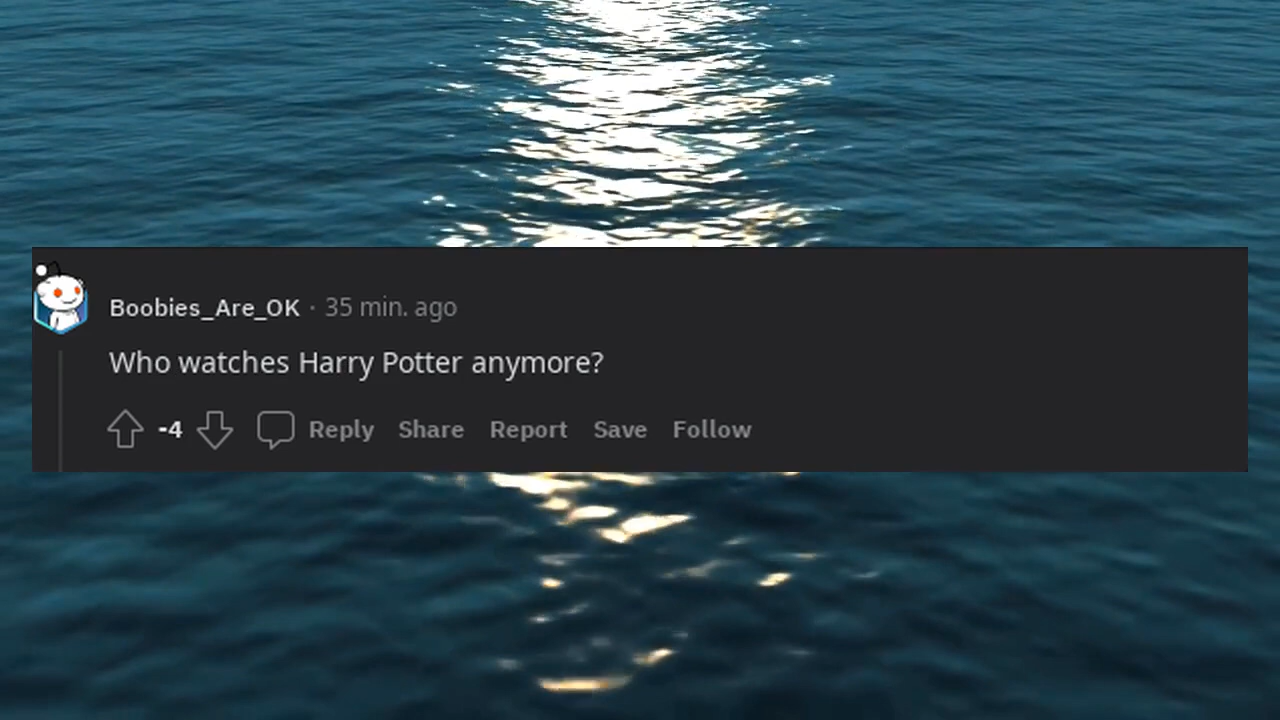 Boobies_Are_OK · 35 min. ago
Who watches Harry Potter anymore?
-4 Reply Share Report Save Follow